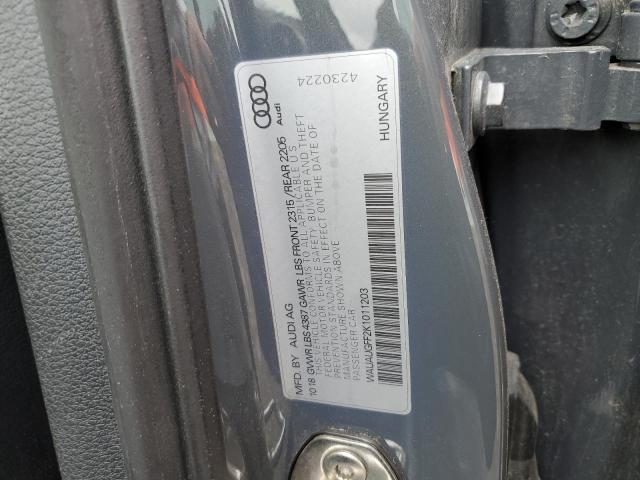 MFD. BY AUDI AG
10 18 GVWR LBS 4387 GAWR LBS FRONT 2315 / REAR 2205
THIS VEHICLE CONFORMS TO ALL APPLICABLE U S
FEDERAL MOTOR VEHICLE SAFETY, BUMPER AND THEFT
PREVENTION STANDARDS IN EFFECT ON THE DATE OF
MANUFACTURE SHOWN ABOVE
PASSENGER CAR
WAUAUGFF2K1011203
Audi
4230224
HUNGARY